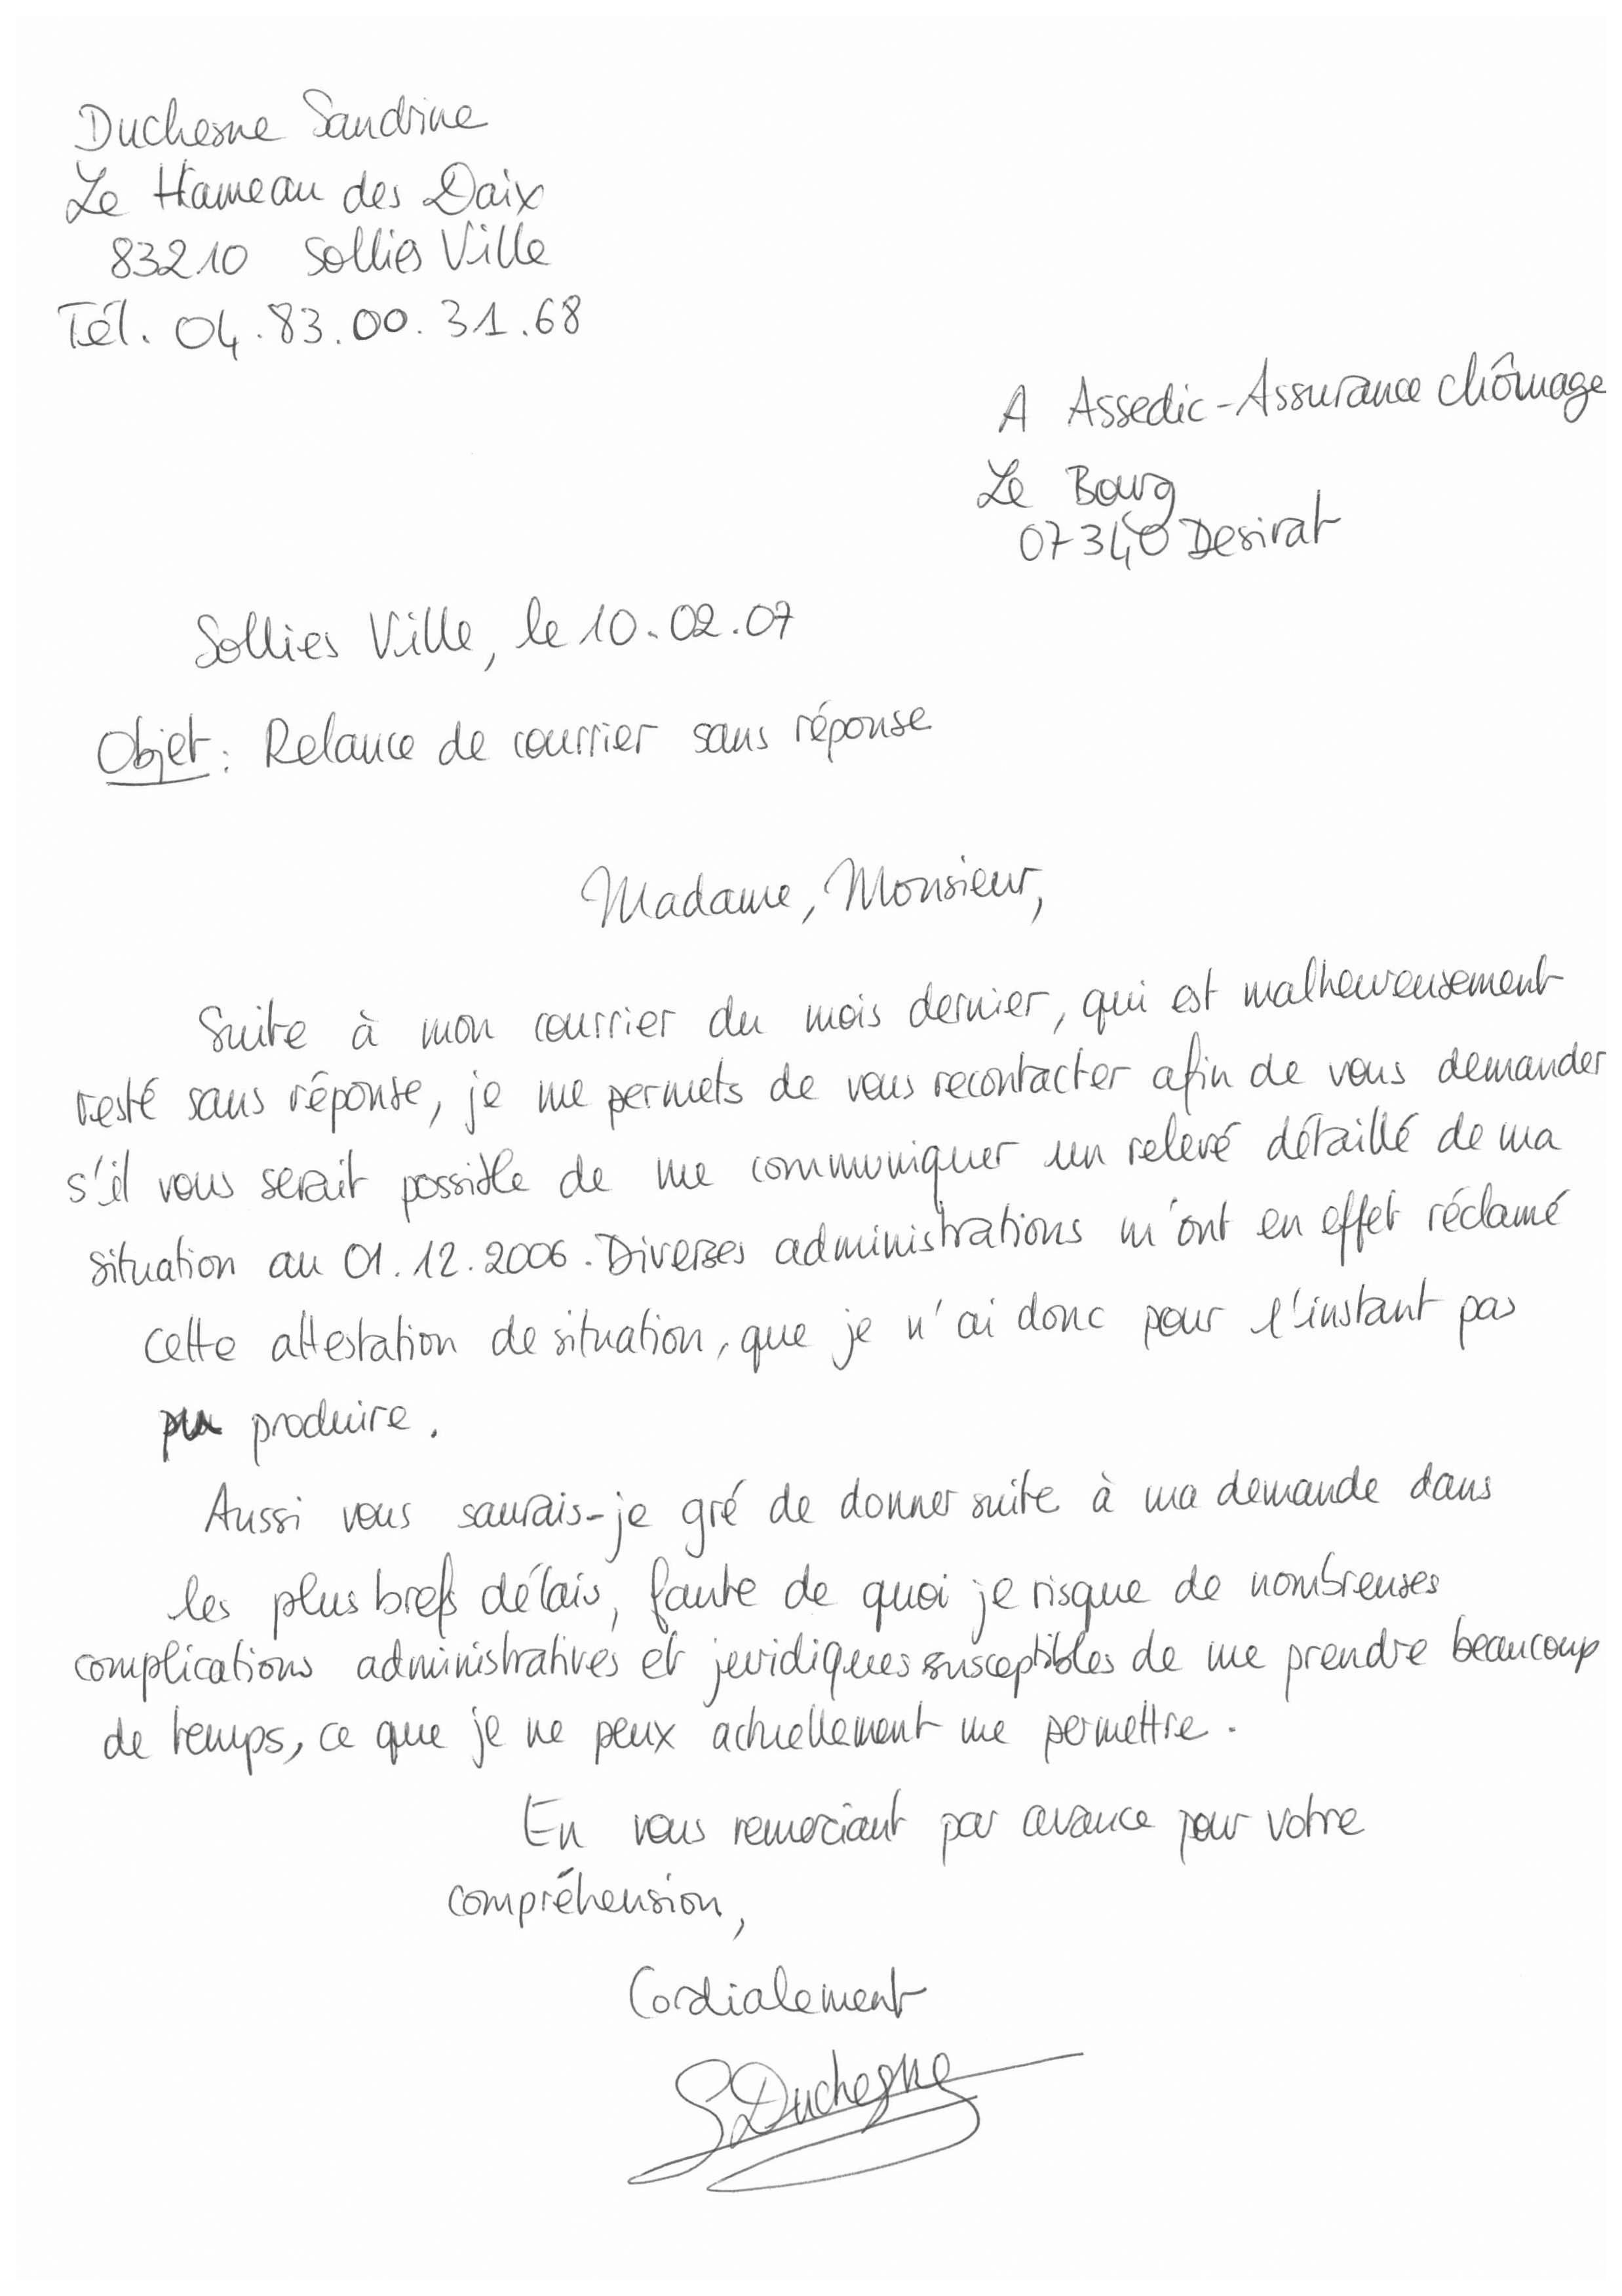 Duchesne Sandrine
Le Hameau des Daix
83210 Sollies Ville
Tél. 04.83.00.31.68
A Assedic-Assurance chômage
Le Bourg
07340 Desirat
Sollies Ville, le 10.02.07
Objet : Relance de courrier sans réponse
Madame, Monsieur,
Suite à mon courrier du mois dernier, qui est malheureusement
resté sans réponse, je me permets de vous recontacter afin de vous demander
s'il vous serait possible de me communiquer un relevé détaillé de ma
situation au 01.12.2006. Diverses administrations m'ont en effet réclamé
cette attestation de situation, que je n'ai donc pour l'instant pas
pu produire.
Aussi vous saurais-je gré de donner suite à ma demande dans
les plus brefs délais, faute de quoi je risque de nombreuses
complications administratives et juridiques susceptibles de me prendre beaucoup
de temps, ce que je ne peux actuellement me permettre.
En vous remerciant par avance pour votre
compréhension,
Cordialement
S.Duchesne